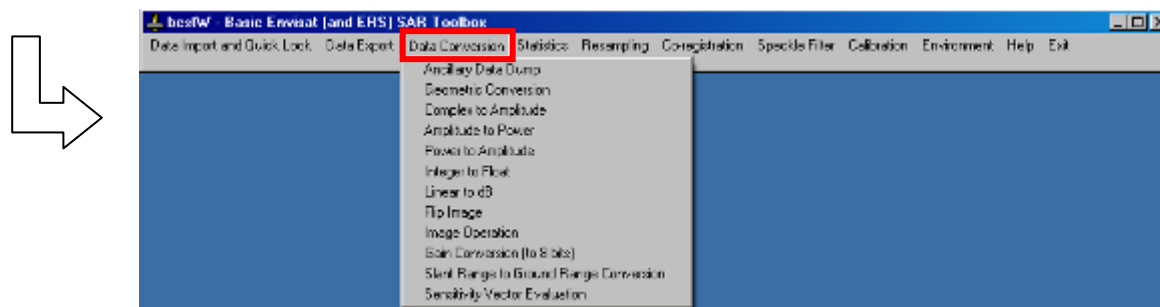 bestW - Basic Envisat (and ERS) SAR Toolbox
Data Import and Quick Look Data Export Data Conversion Statistics Resampling Co-registration Speckle Filter Calibration Environment Help Exit
Ancillary Data Dump
Geometric Conversion
Complex to Amplitude
Amplitude to Power
Power to Amplitude
Integer to Float
Linear to dB
Flip Image
Image Operation
Gain Conversion (to 8 bits)
Slant Range to Ground Range Conversion
Sensitivity Vector Evaluation